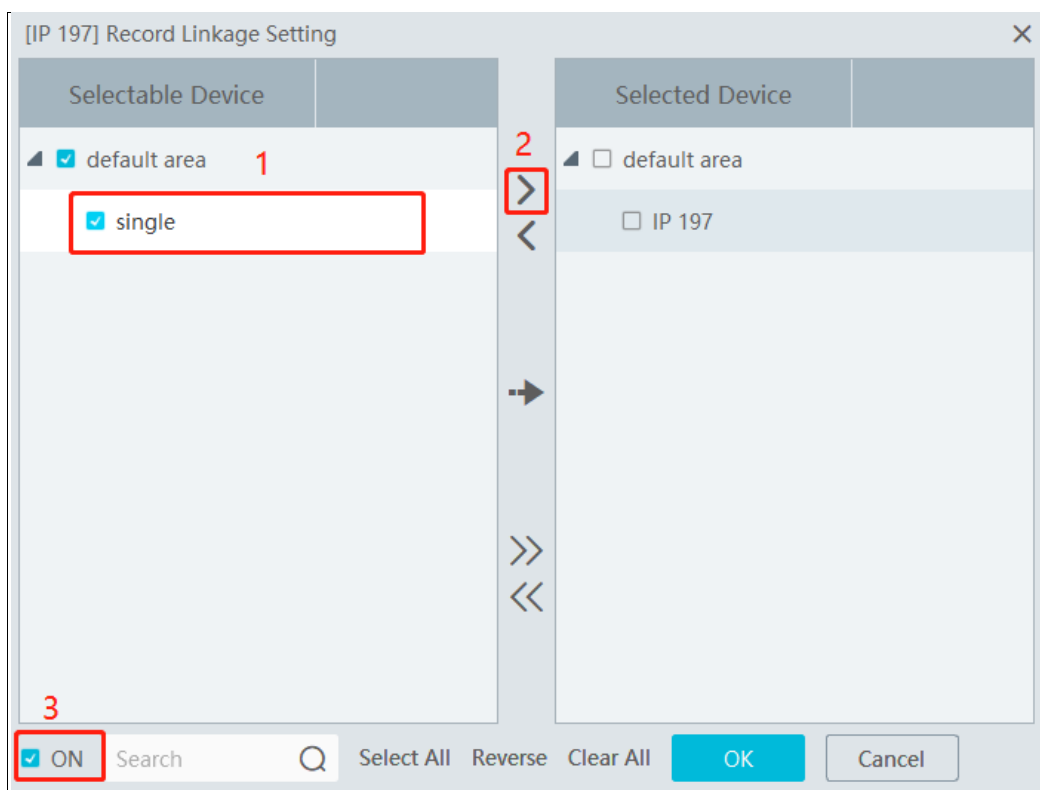 [IP 197] Record Linkage Setting
Selectable Device
Selected Device
default area
1
2
default area
single
IP 197
3
ON
Search
Select All
Reverse
Clear All
OK
Cancel